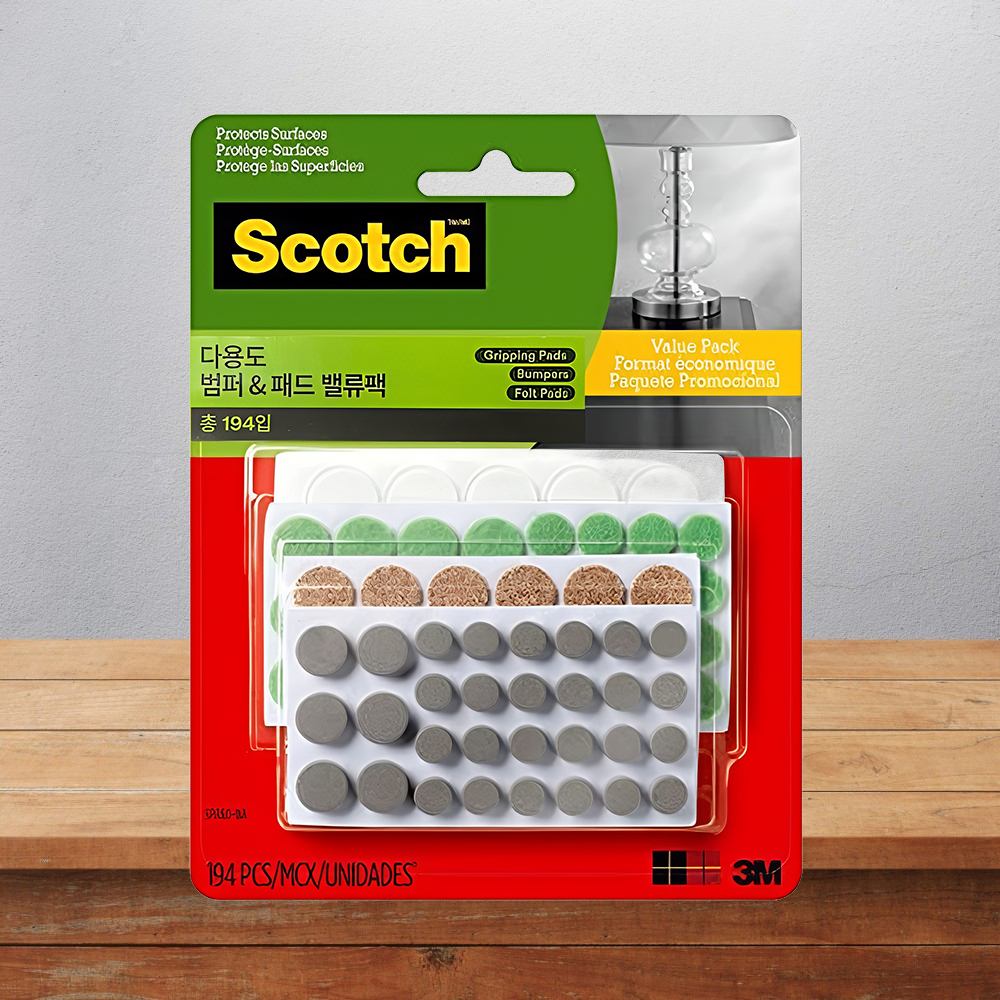 Protects Surfaces
Protège-Surfaces
Protege las Superficies
Scotch
다용도
범퍼 & 패드 밸류팩
총 194입
Gripping Pads
Bumpers
Felt Pads
Value Pack
Format économique
Paquete Promocional
194 PCS/MCX/UNIDADES
3M